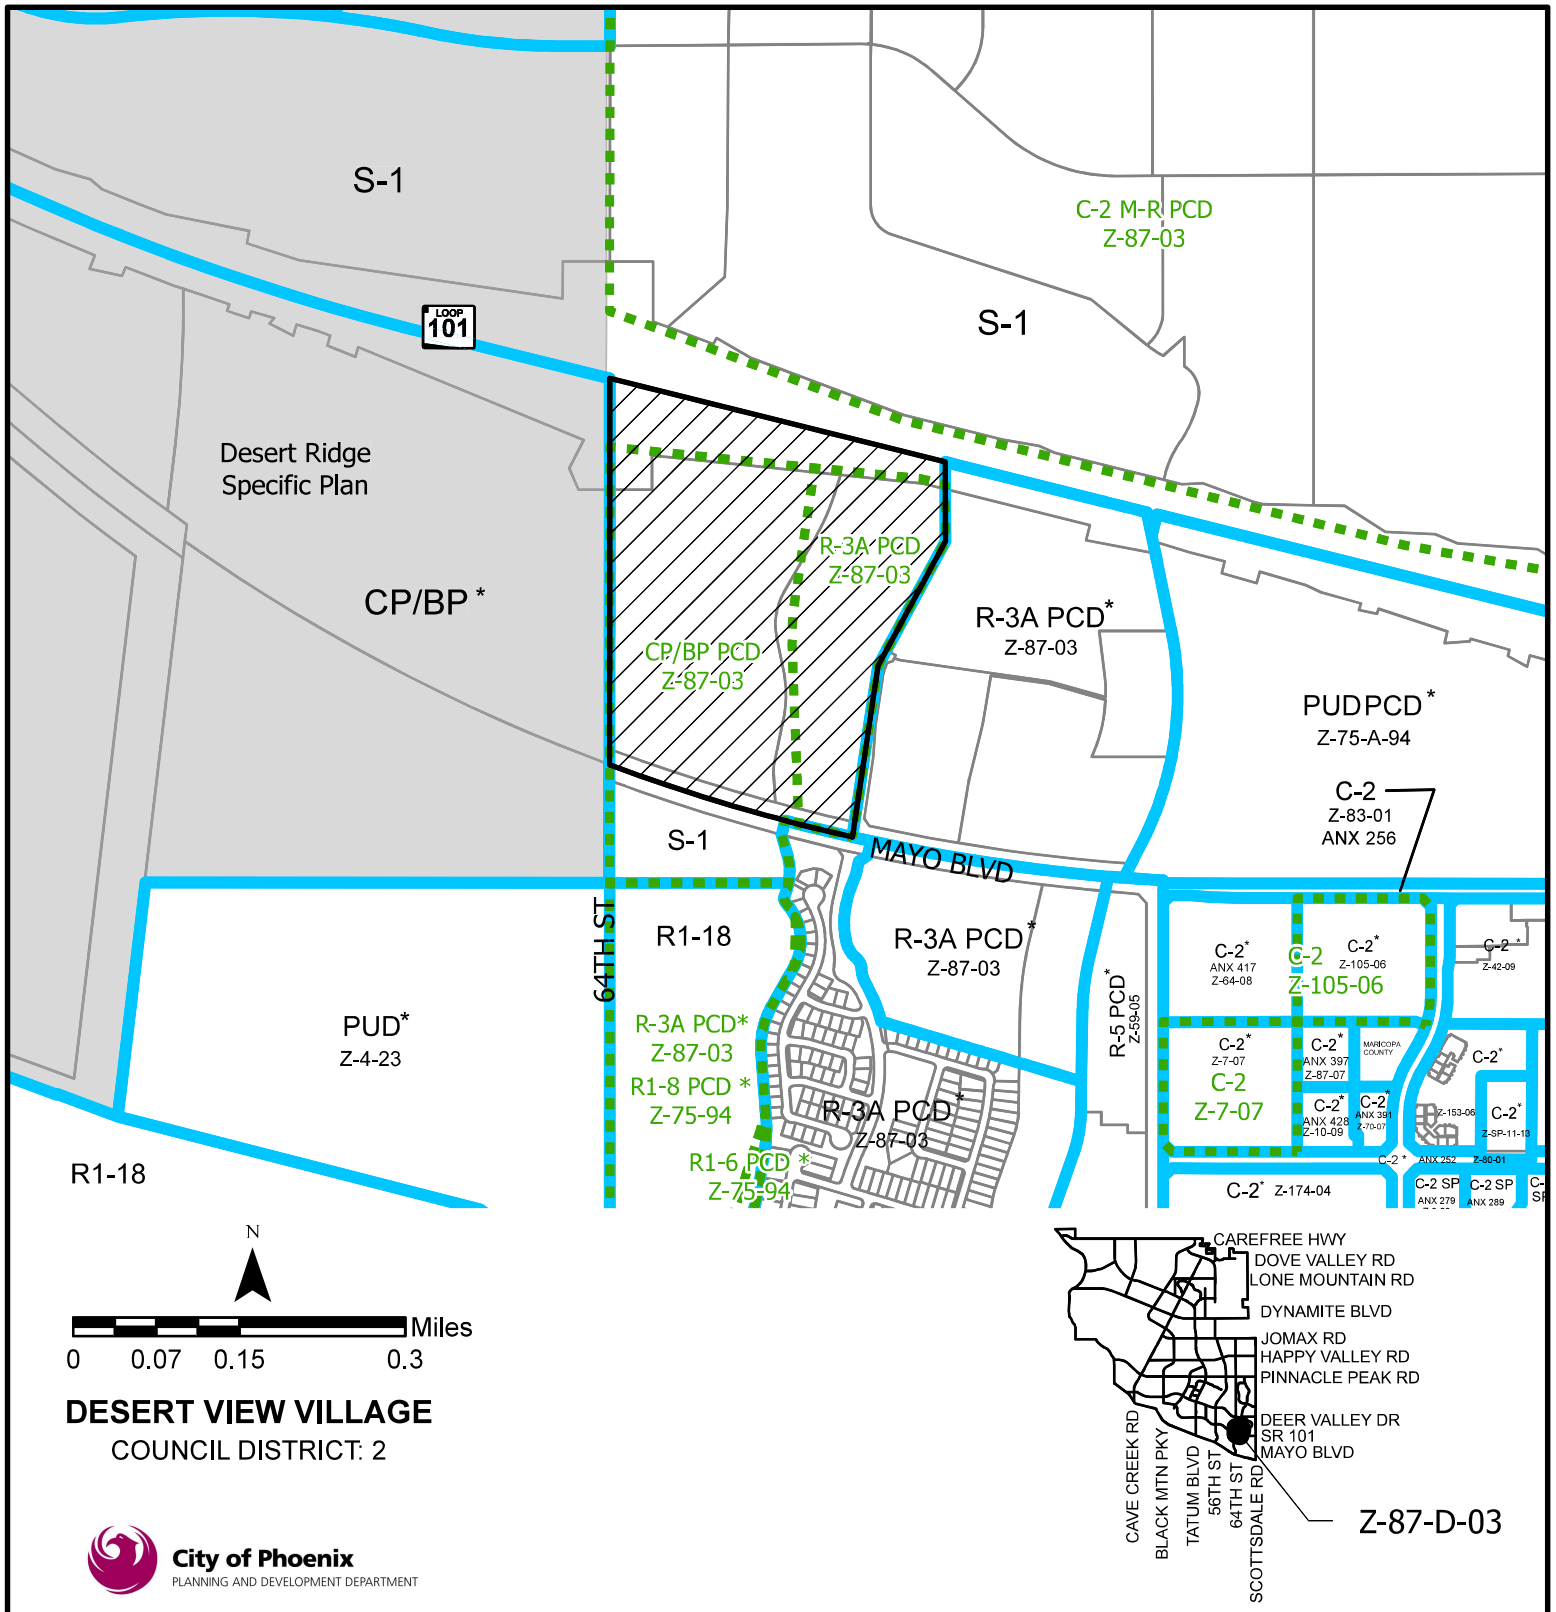 S-1
C-2 M-R PCD
Z-87-03
S-1
LOOP
101
Desert Ridge
Specific Plan
CP/BP *
R-3A PCD
Z-87-03
CP/BP PCD
Z-87-03
R-3A PCD*
Z-87-03
PUD PCD*
Z-75-A-94
C-2
Z-83-01
ANX 256
S-1
MAYO BLVD
64TH ST
R1-18
R-3A PCD*
Z-87-03
R-5 PCD*
Z-59-05
C-2*
ANX 417
Z-64-08
C-2
Z-105-06
C-2*
Z-105-06
C-2*
Z-42-09
PUD*
Z-4-23
R-3A PCD*
Z-87-03
R1-8 PCD *
Z-75-94
R1-6 PCD *
Z-75-94
R-3A PCD*
Z-87-03
C-2*
Z-7-07
C-2
Z-7-07
C-2*
ANX 397
Z-87-07
MARICOPA
COUNTY
C-2*
C-2*
ANX 428
Z-10-09
C-2*
ANX 391
Z-70-07
Z-153-06
C-2*
Z-SP-11-13
C-2 *
ANX 252
Z-80-01
R1-18
C-2* Z-174-04
C-2 SP
ANX 279
C-2 SP
ANX 289
N
Miles
0 0.07 0.15 0.3
DESERT VIEW VILLAGE
COUNCIL DISTRICT: 2
City of Phoenix
PLANNING AND DEVELOPMENT DEPARTMENT
CAREFREE HWY
DOVE VALLEY RD
LONE MOUNTAIN RD
DYNAMITE BLVD
JOMAX RD
HAPPY VALLEY RD
PINNACLE PEAK RD
DEER VALLEY DR
SR 101
MAYO BLVD
CAVE CREEK RD
BLACK MTN PKY
TATUM BLVD
56TH ST
64TH ST
SCOTTSDALE RD
Z-87-D-03